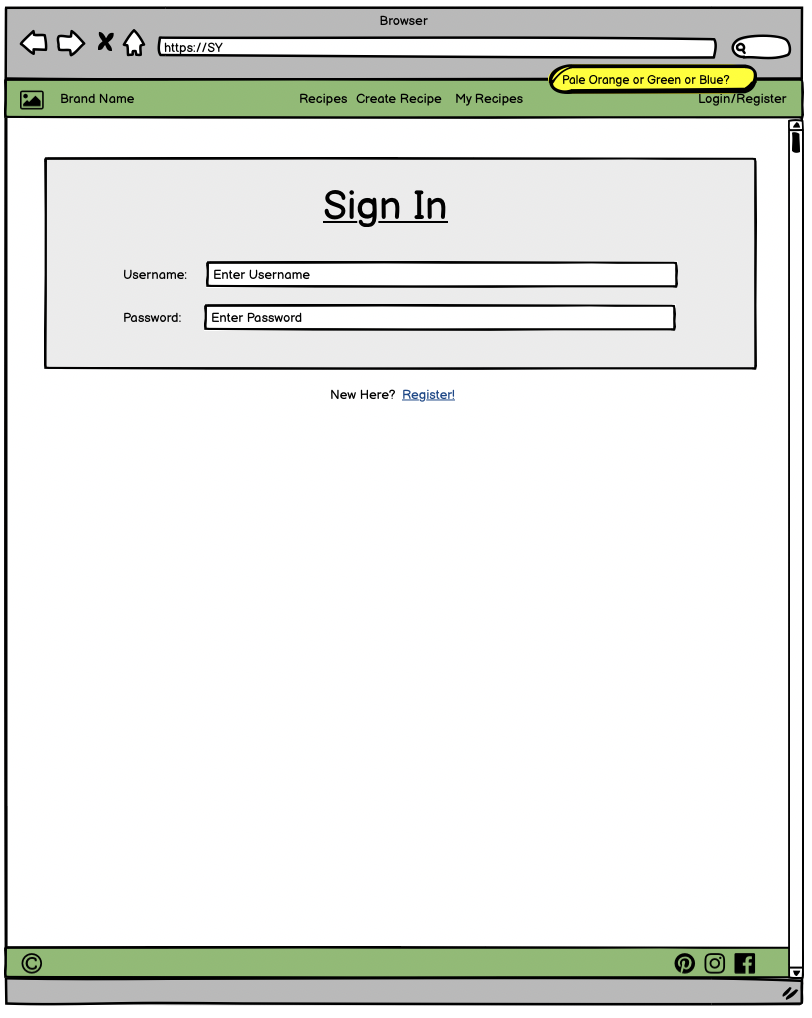 Browser
https://SY
Pale Orange or Green or Blue?
Brand Name Recipes Create Recipe My Recipes Login/Register
Sign In
Username: Enter Username
Password: Enter Password
New Here? Register!
©